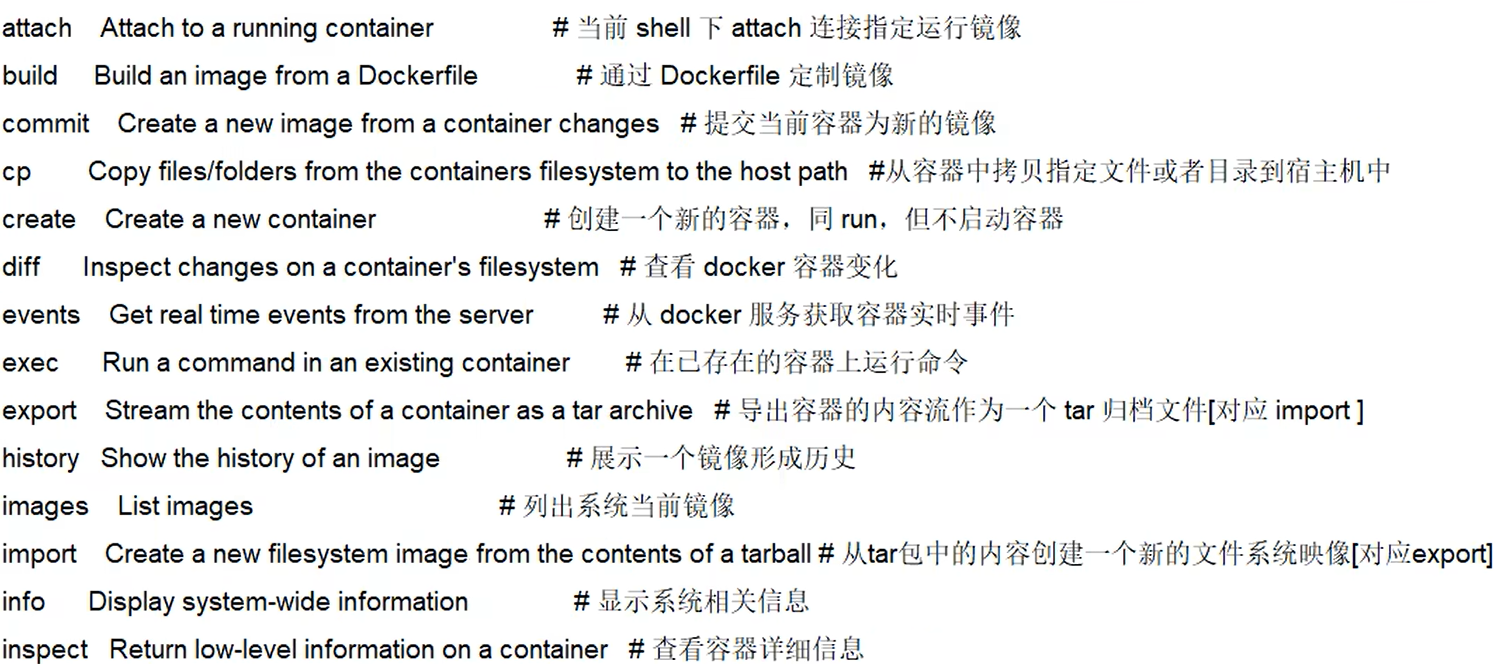 attach Attach to a running container # 当前 shell 下 attach 连接指定运行镜像
build Build an image from a Dockerfile # 通过 Dockerfile 定制镜像
commit Create a new image from a container changes # 提交当前容器为新的镜像
cp Copy files/folders from the containers filesystem to the host path #从容器中拷贝指定文件或者目录到宿主机中
create Create a new container # 创建一个新的容器，同 run，但不启动容器
diff Inspect changes on a container's filesystem # 查看 docker 容器变化
events Get real time events from the server # 从 docker 服务获取容器实时事件
exec Run a command in an existing container # 在已存在的容器上运行命令
export Stream the contents of a container as a tar archive # 导出容器的内容流作为一个 tar 归档文件[对应 import ]
history Show the history of an image # 展示一个镜像形成历史
images List images # 列出系统当前镜像
import Create a new filesystem image from the contents of a tarball # 从tar包中的内容创建一个新的文件系统映像[对应export]
info Display system-wide information # 显示系统相关信息
inspect Return low-level information on a container # 查看容器详细信息